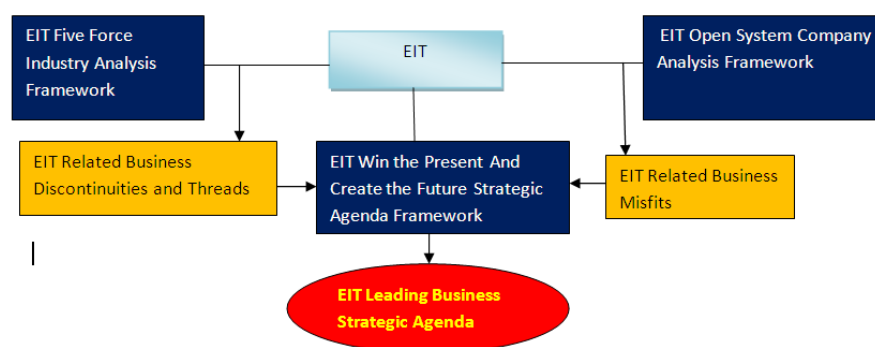 EIT Five Force
Industry Analysis
Framework
EIT
EIT Open System Company
Analysis Framework
EIT Related Business
Discontinuities and Threads
EIT Win the Present And
Create the Future Strategic
Agenda Framework
EIT Related Business
Misfits
EIT Leading Business
Strategic Agenda